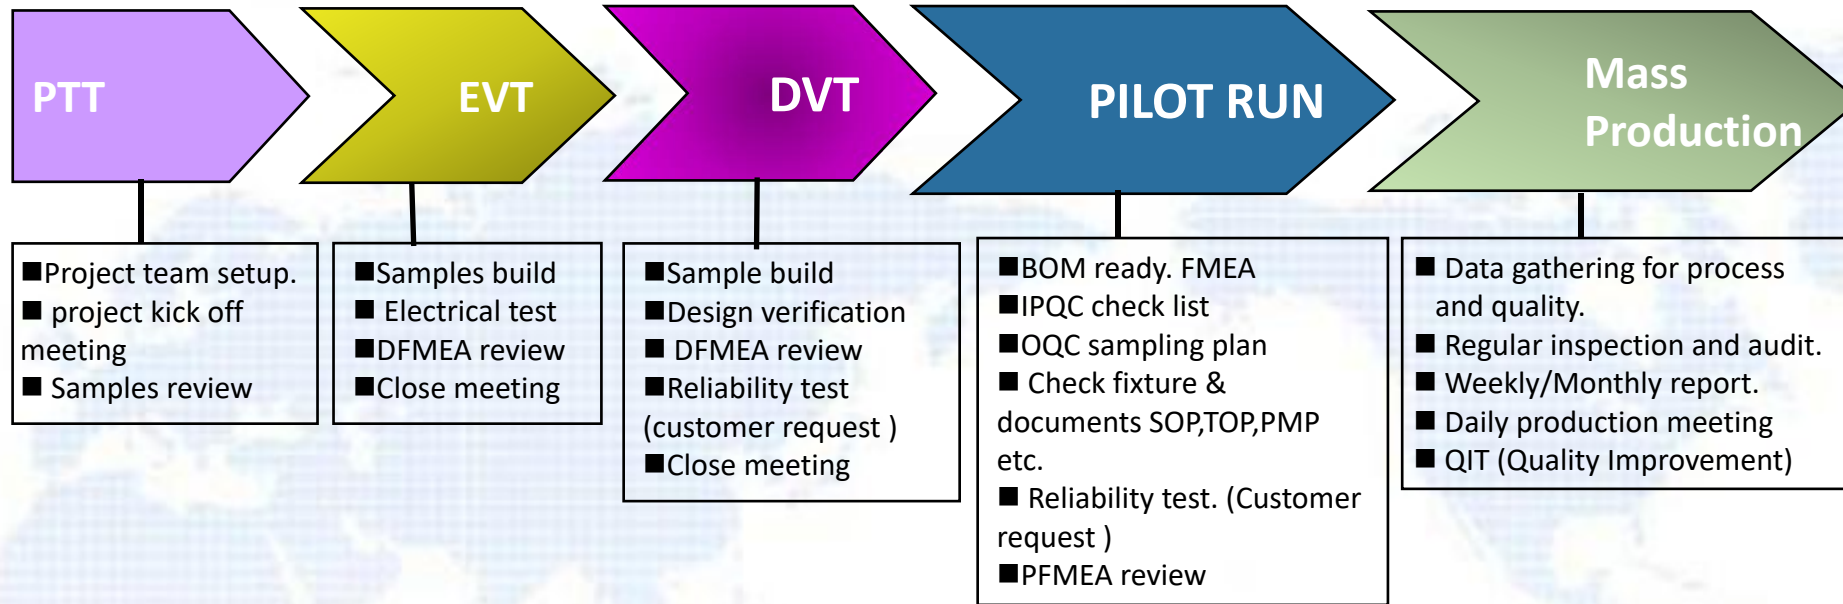 PTT
EVT
DVT
PILOT RUN
Mass
Production
■Project team setup.
■ project kick off
meeting
■ Samples review
■Samples build
■ Electrical test
■DFMEA review
■Close meeting
■Sample build
■Design verification
■ DFMEA review
■Reliability test
(customer request )
■Close meeting
■BOM ready. FMEA
■IPQC check list
■OQC sampling plan
■ Check fixture &
documents SOP,TOP,PMP
etc.
■ Reliability test. (Customer
request )
■PFMEA review
■ Data gathering for process
and quality.
■ Regular inspection and audit.
■ Weekly/Monthly report.
■ Daily production meeting
■ QIT (Quality Improvement)